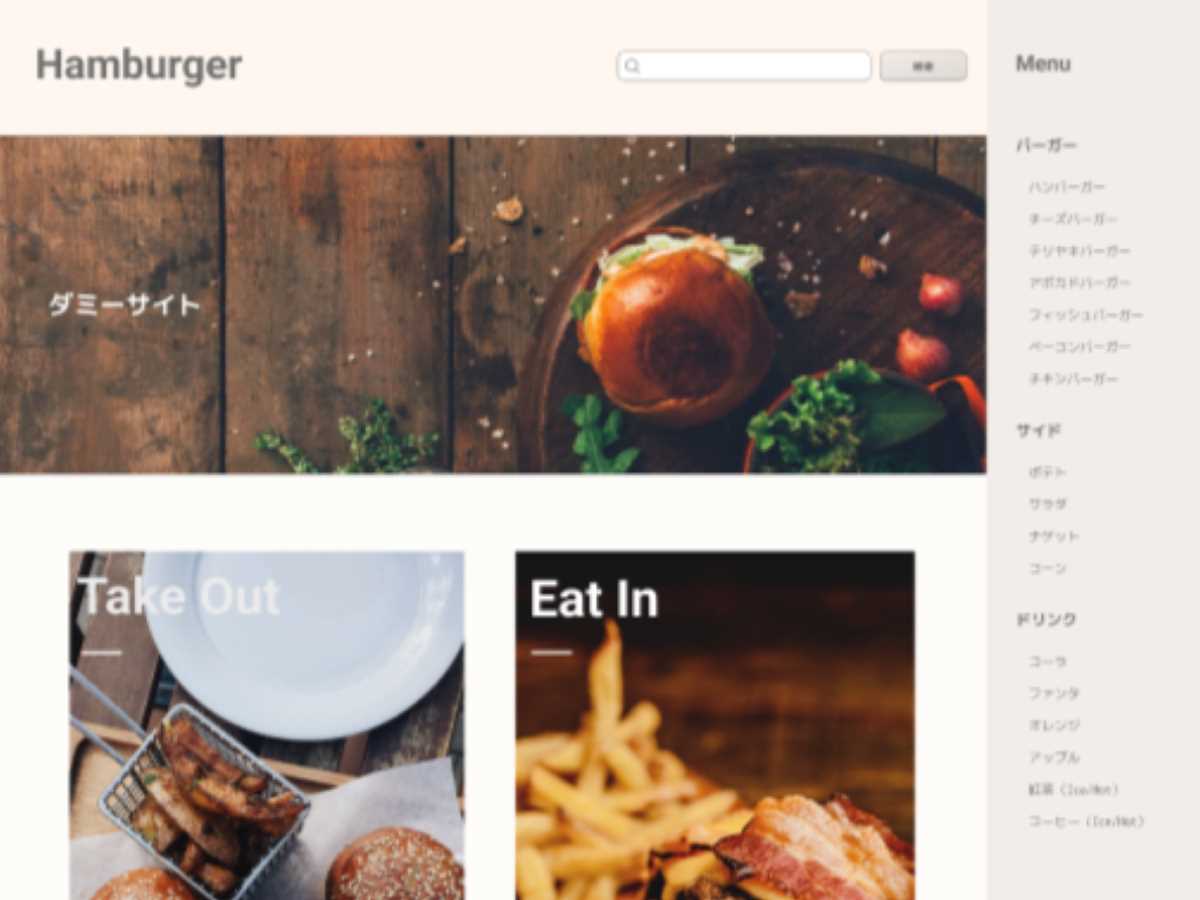 Hamburger
検索
ダミーサイト
Take Out
Eat In
Menu
バーガー
ハンバーガー
チーズバーガー
テリヤキバーガー
アボカドバーガー
フィッシュバーガー
ベーコンバーガー
チキンバーガー
サイド
ポテト
サラダ
ナゲット
コーン
ドリンク
コーラ
ファンタ
オレンジ
アップル
紅茶（Ice/Hot）
コーヒー（Ice/Hot）